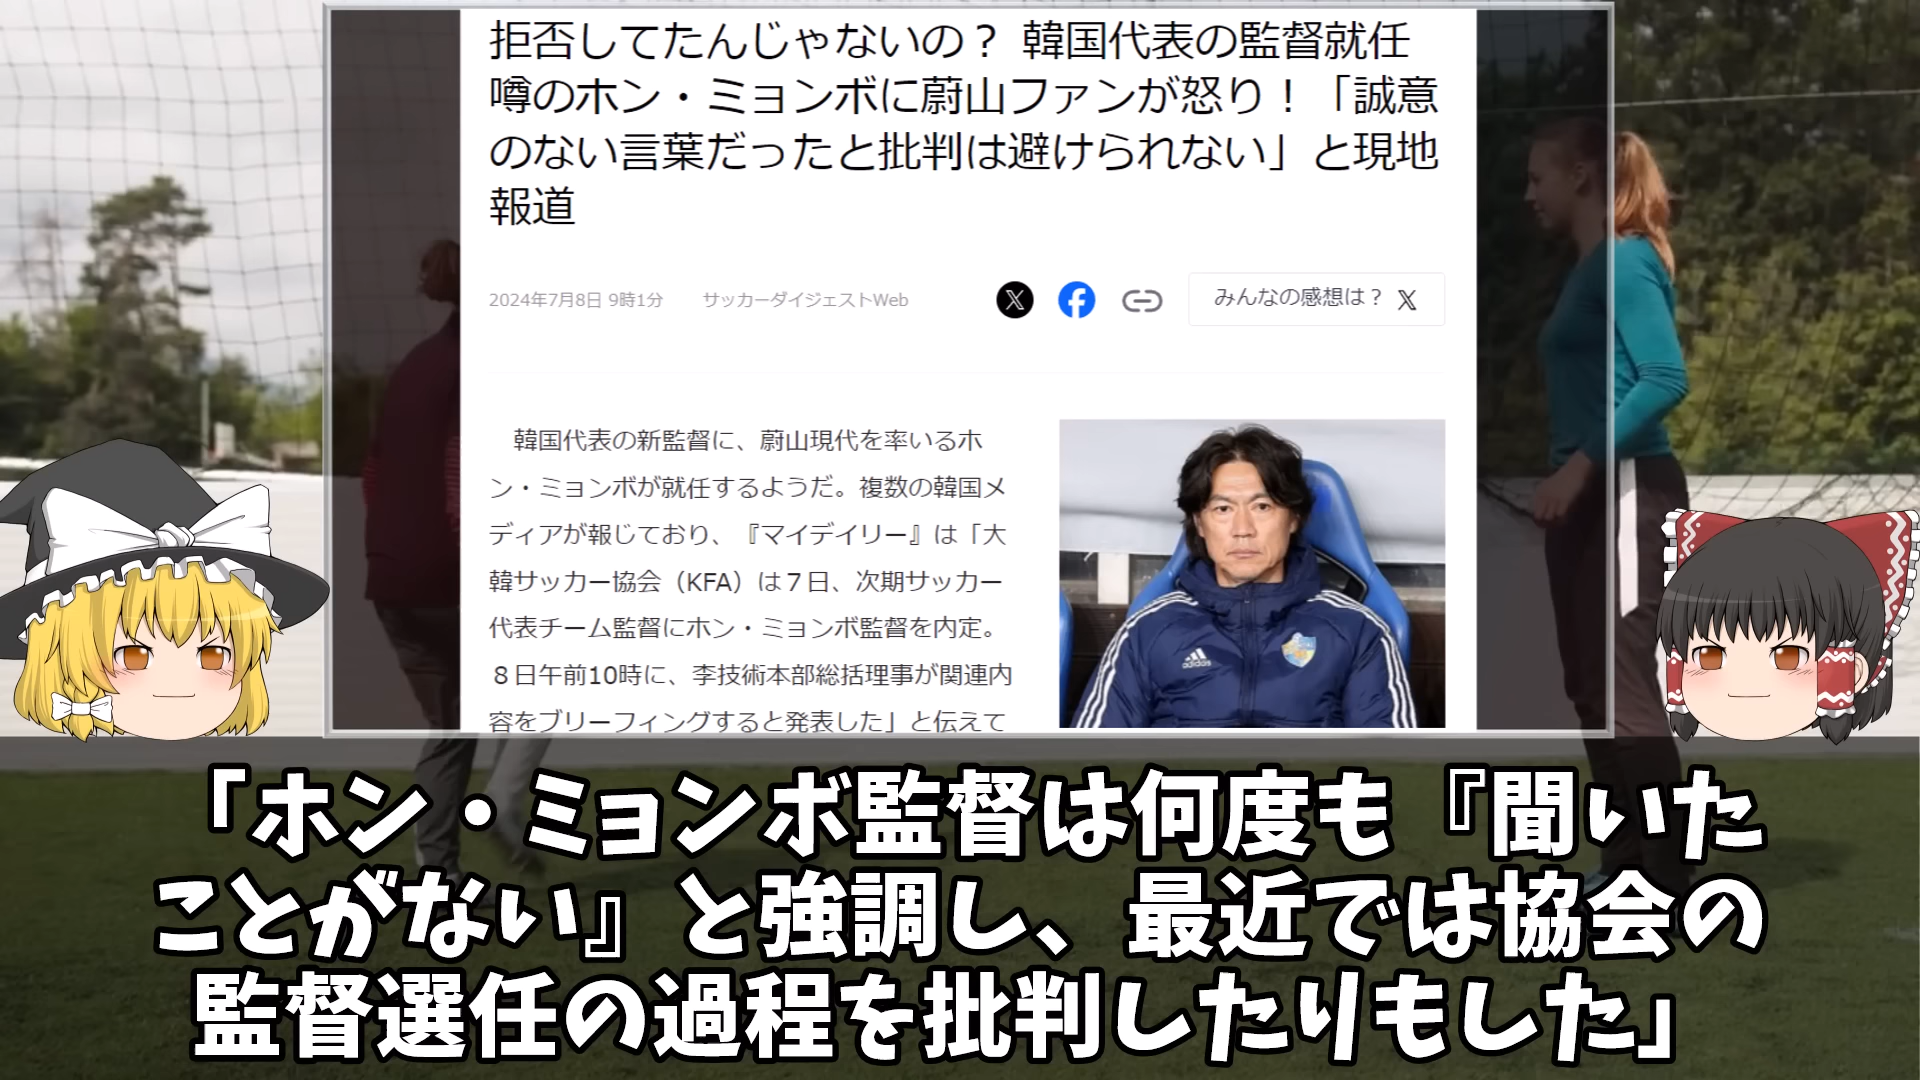 拒否してたんじゃないの？ 韓国代表の監督就任
噂のホン・ミョンボに蔚山ファンが怒り！「誠意
のない言葉だったと批判は避けられない」と現地
報道
2024年7月8日 9時1分 サッカーダイジェストWeb
みんなの感想は？
韓国代表の新監督に、蔚山現代を率いるホ
ン・ミョンボが就任するようだ。複数の韓国メ
ディアが報じており、『マイデイリー』は「大
韓サッカー協会（KFA）は７日、次期サッカー
代表チーム監督にホン・ミョンボ監督を内定。
８日午前10時に、李技術本部総括理事が関連内
容をブリーフィングすると発表した」と伝えて
adidas
「ホン・ミョンボ監督は何度も『聞いた
ことがない』と強調し、最近では協会の
監督選任の過程を批判したりもした」